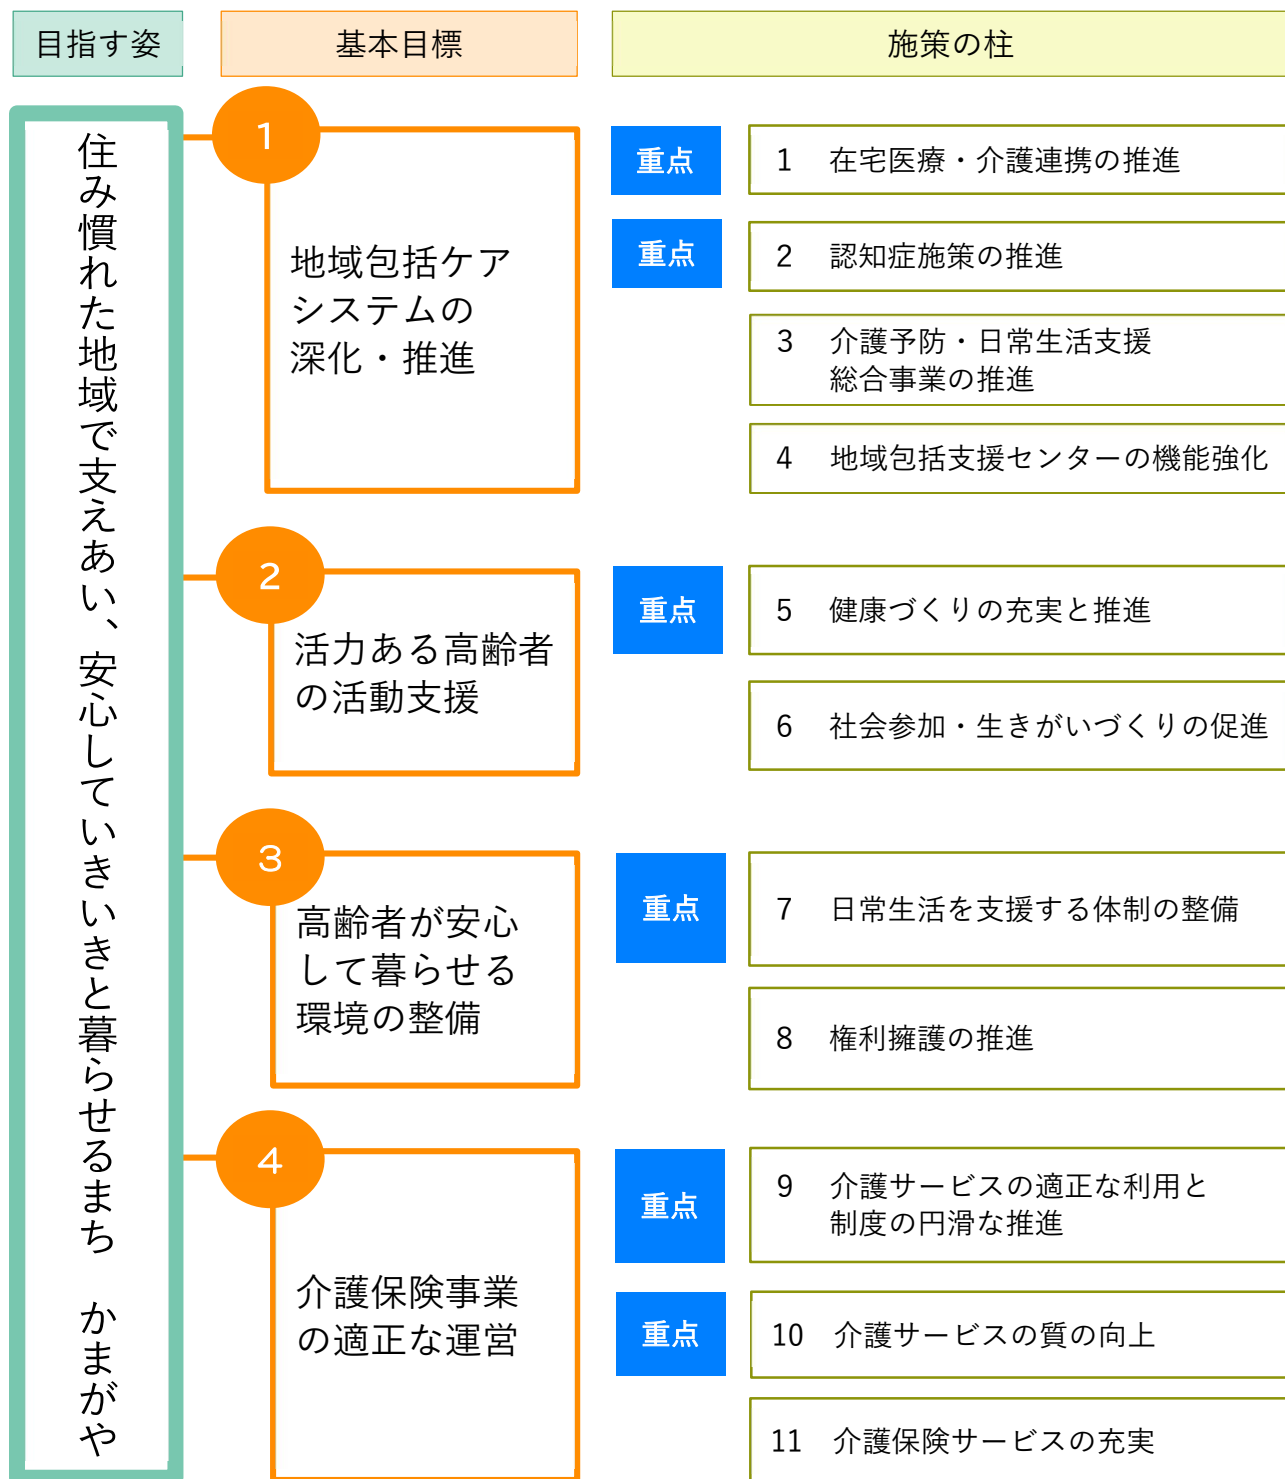 目指す姿
基本目標
施策の柱
住み慣れた地域で支えあい、安心していきいきと暮らせるまち　かまがや
1
地域包括ケア
システムの
深化・推進
重点
1 在宅医療・介護連携の推進
重点
2 認知症施策の推進
3 介護予防・日常生活支援
総合事業の推進
4 地域包括支援センターの機能強化
2
活力ある高齢者
の活動支援
重点
5 健康づくりの充実と推進
6 社会参加・生きがいづくりの促進
3
高齢者が安心
して暮らせる
環境の整備
重点
7 日常生活を支援する体制の整備
8 権利擁護の推進
4
介護保険事業
の適正な運営
重点
9 介護サービスの適正な利用と
制度の円滑な推進
重点
10 介護サービスの質の向上
11 介護保険サービスの充実